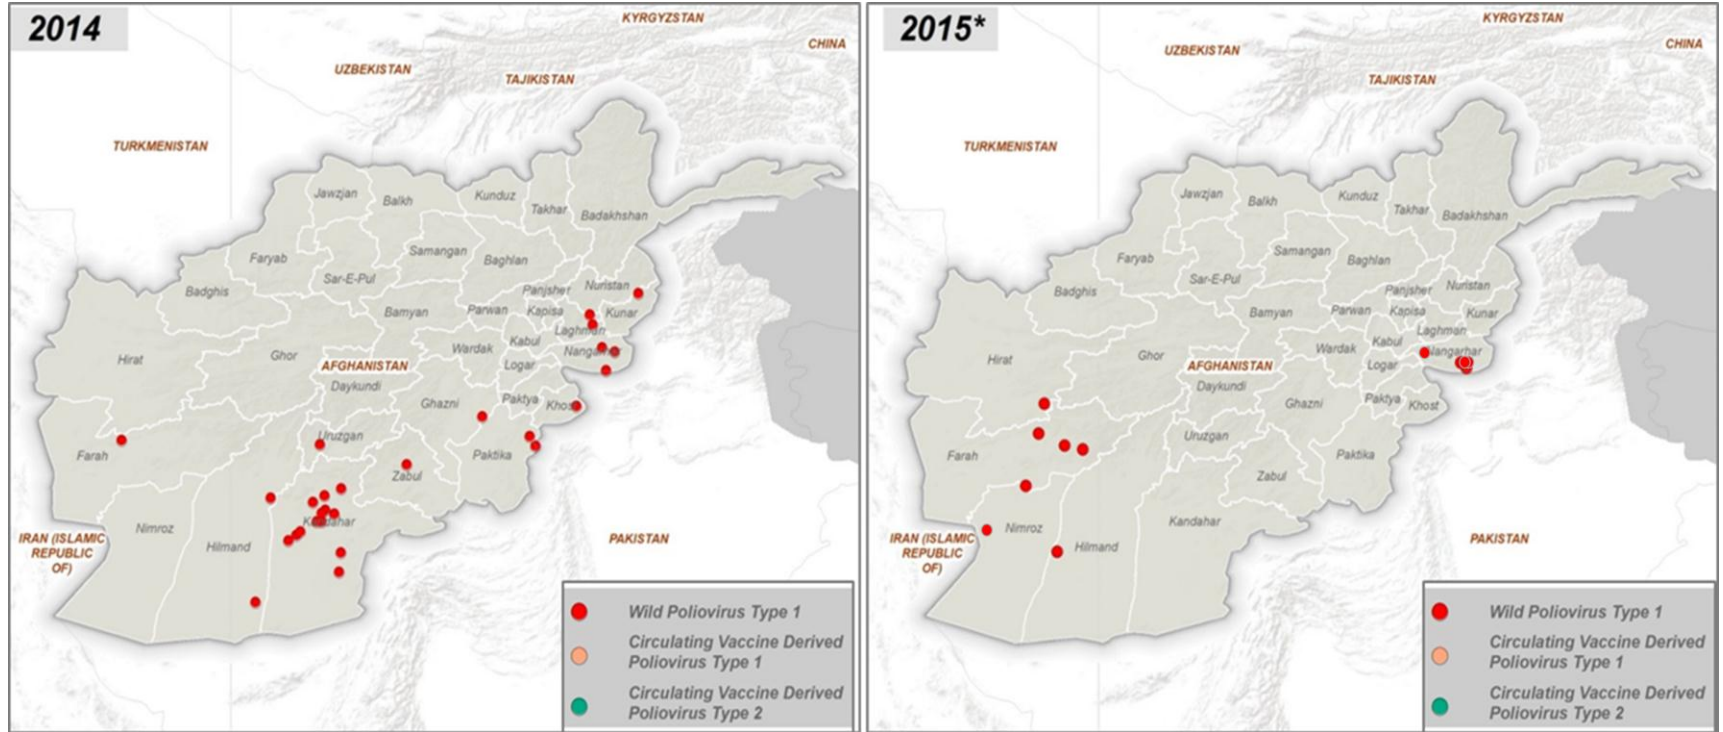 2014
KYRGYZSTAN
CHINA
UZBEKISTAN
TAJIKISTAN
TURKMENISTAN
Jawzjan
Balkh
Kunduz
Takhar
Badakhshan
Faryab
Samangan
Baghlan
Sar-E-Pul
Badghis
Nuristan
Panjsher
Bamyan
Parwan
Kapisa
Kunar
Laghman
Kabul
Hirat
Ghor
Wardak
Nangarhar
AFGHANISTAN
Logar
Daykundi
Ghazni
Paktya
Khost
Uruzgan
Farah
Paktika
Zabul
Nimroz
Kandahar
Hilmand
IRAN (ISLAMIC
REPUBLIC
OF)
PAKISTAN
Wild Poliovirus Type 1
Circulating Vaccine Derived
Poliovirus Type 1
Circulating Vaccine Derived
Poliovirus Type 2
2015*
KYRGYZSTAN
CHINA
UZBEKISTAN
TAJIKISTAN
TURKMENISTAN
Jawzjan
Balkh
Kunduz
Takhar
Badakhshan
Faryab
Samangan
Baghlan
Sar-E-Pul
Badghis
Nuristan
Panjsher
Bamyan
Parwan
Kapisa
Kunar
Laghman
Kabul
Hirat
Ghor
Wardak
Nangarhar
AFGHANISTAN
Logar
Daykundi
Ghazni
Paktya
Khost
Uruzgan
Farah
Paktika
Zabul
Nimroz
Kandahar
Hilmand
IRAN (ISLAMIC
REPUBLIC
OF)
PAKISTAN
Wild Poliovirus Type 1
Circulating Vaccine Derived
Poliovirus Type 1
Circulating Vaccine Derived
Poliovirus Type 2